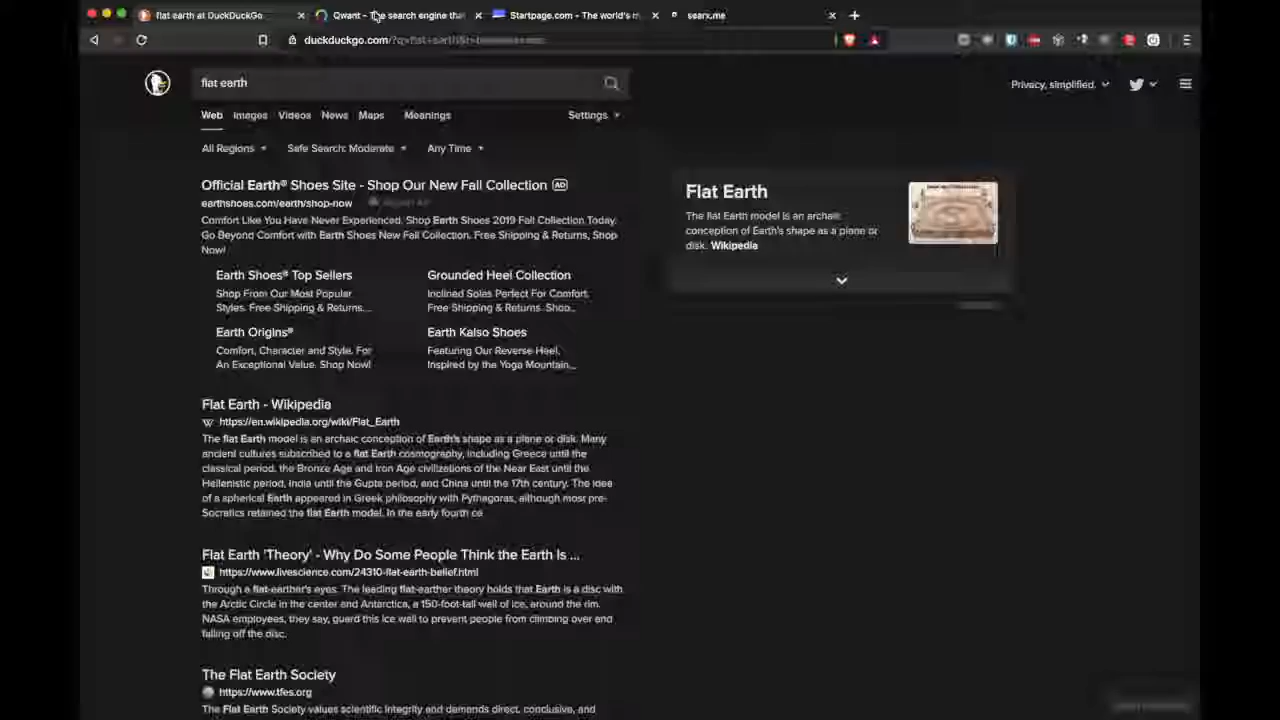 flat earth at DuckDuckGo
Qwant - The search engine that
Startpage.com - The world's m
searx.me
duckduckgo.com/?q=flat+earth
flat earth
Privacy, simplified.
Web Images Videos News Maps Meanings Settings
All Regions Safe Search: Moderate Any Time
Official Earth® Shoes Site - Shop Our New Fall Collection AD
earthshoes.com/earth/shop-now Report Ad
Comfort Like You Have Never Experienced. Shop Earth Shoes 2019 Fall Collection Today.
Go Beyond Comfort with Earth Shoes New Fall Collection. Free Shipping & Returns, Shop
Now!
Earth Shoes® Top Sellers
Shop From Our Most Popular
Styles. Free Shipping & Returns...
Grounded Heel Collection
Inclined Soles Perfect For Comfort.
Free Shipping & Returns. Shop...
Earth Origins®
Comfort, Character and Style. For
An Exceptional Value. Shop Now!
Earth Kalso Shoes
Featuring Our Reverse Heel,
Inspired by the Yoga Mountain...
Flat Earth - Wikipedia
W https://en.wikipedia.org/wiki/Flat_Earth
The flat Earth model is an archaic conception of Earth's shape as a plane or disk. Many
ancient cultures subscribed to a flat Earth cosmography, including Greece until the
classical period, the Bronze Age and Iron Age civilizations of the Near East until the
Hellenistic period, India until the Gupta period, and China until the 17th century. The idea
of a spherical Earth appeared in Greek philosophy with Pythagoras, although most pre-
Socratics retained the flat Earth model. In the early fourth ce
Flat Earth 'Theory' - Why Do Some People Think the Earth Is ...
https://www.livescience.com/24310-flat-earth-belief.html
Through a flat-earther's eyes. The leading flat-earther theory holds that Earth is a disc with
the Arctic Circle in the center and Antarctica, a 150-foot-tall wall of ice, around the rim.
NASA employees, they say, guard this ice wall to prevent people from climbing over and
falling off the disc.
The Flat Earth Society
https://www.tfes.org
The Flat Earth Society values scientific integrity and demands direct, conclusive, and
Flat Earth
The flat Earth model is an archaic
conception of Earth's shape as a plane or
disk. Wikipedia